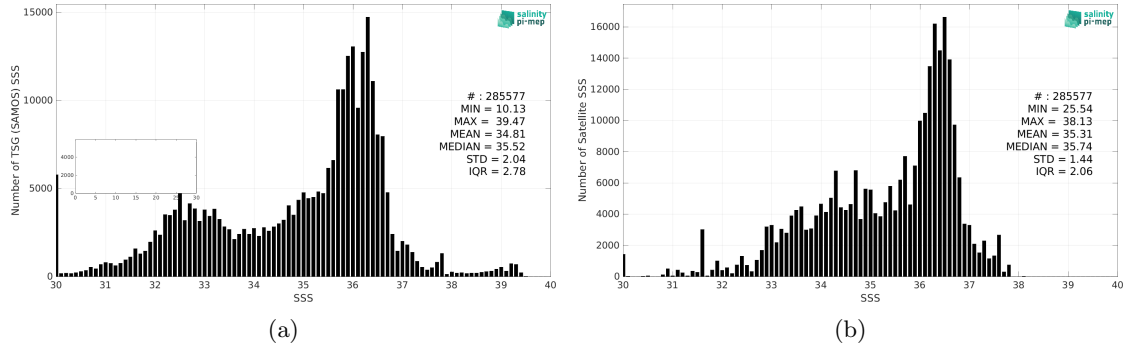 15000
10000
5000
0
Number of TSG (SAMOS) SSS
6000
4000
2000
0
0 5 10 15 20 25 30
salinity
pi-mep
# : 285577
MIN = 10.13
MAX = 39.47
MEAN = 34.81
MEDIAN = 35.52
STD = 2.04
IQR = 2.78
30 31 32 33 34 35 36 37 38 39 40
SSS
(a)
16000
14000
12000
10000
8000
6000
4000
2000
0
Number of Satellite SSS
salinity
pi-mep
# : 285577
MIN = 25.54
MAX = 38.13
MEAN = 35.31
MEDIAN = 35.74
STD = 1.44
IQR = 2.06
30 31 32 33 34 35 36 37 38 39 40
SSS
(b)